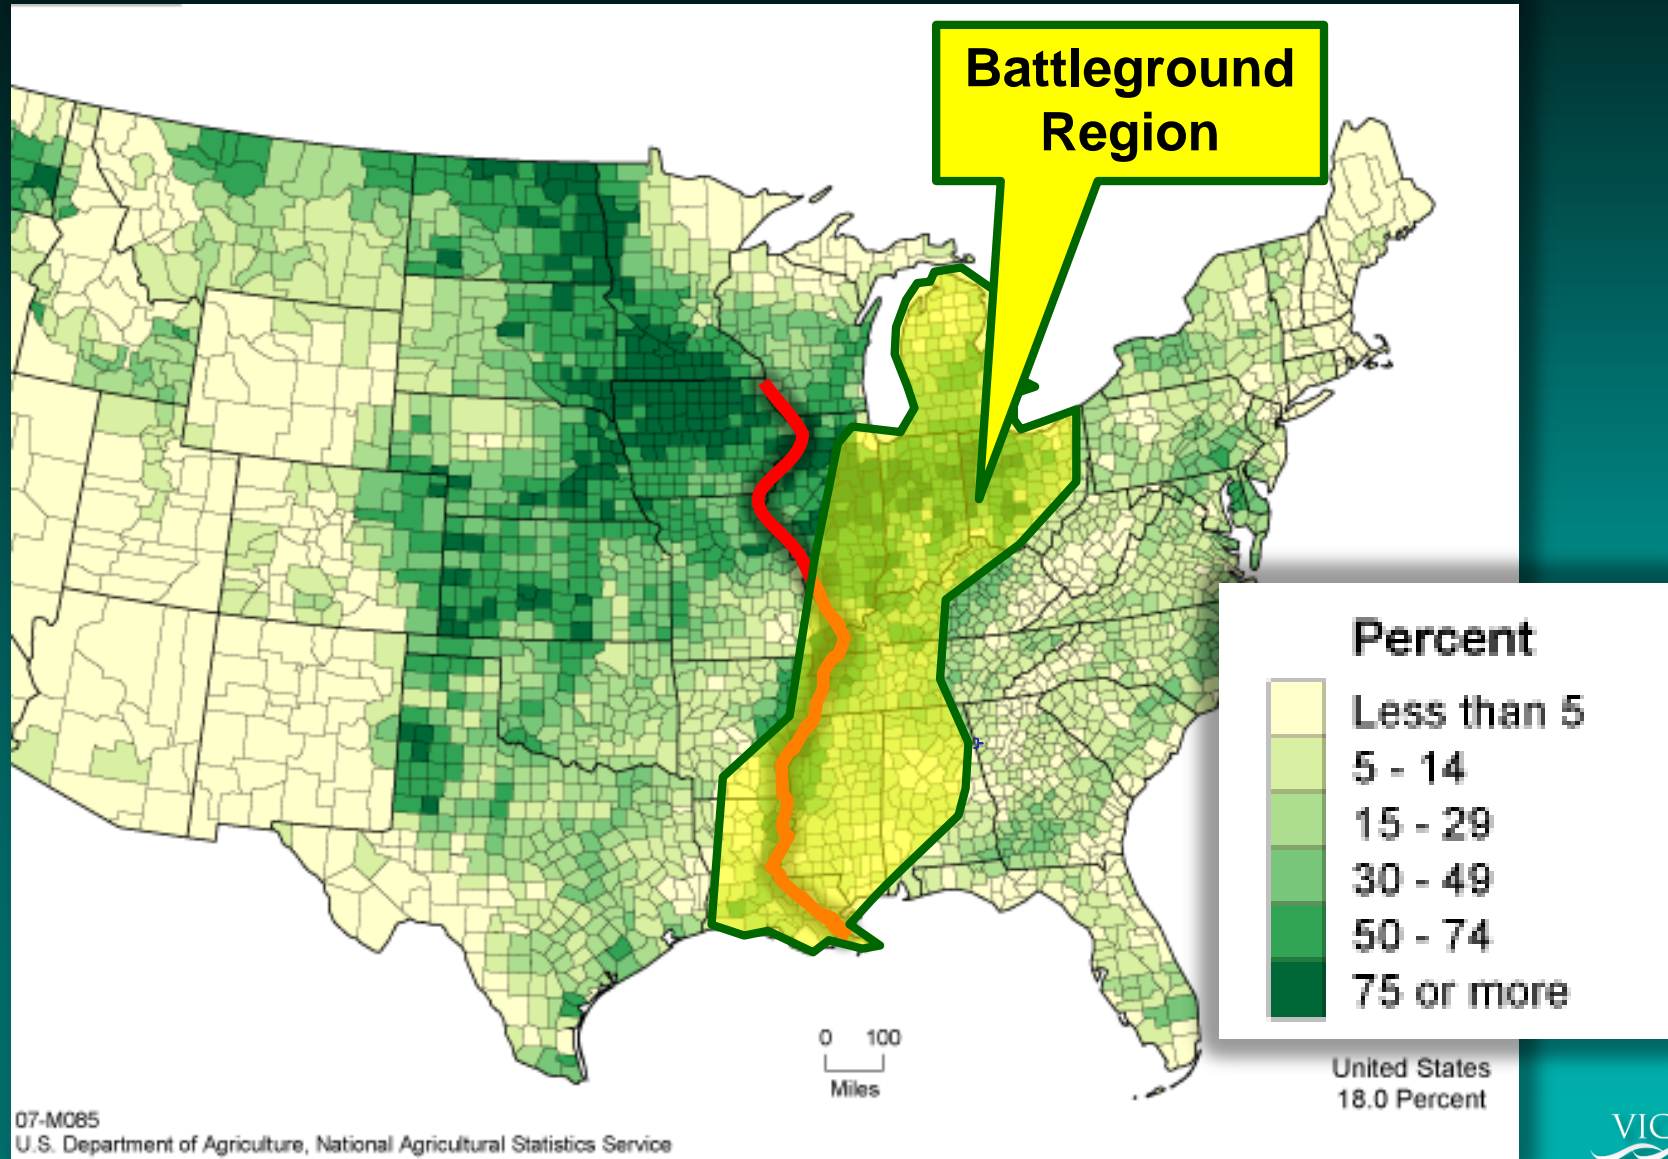 Battleground
Region
Percent
Less than 5
5 - 14
15 - 29
30 - 49
50 - 74
75 or more
0 100
Miles
United States
18.0 Percent
07-M085
U.S. Department of Agriculture, National Agricultural Statistics Service